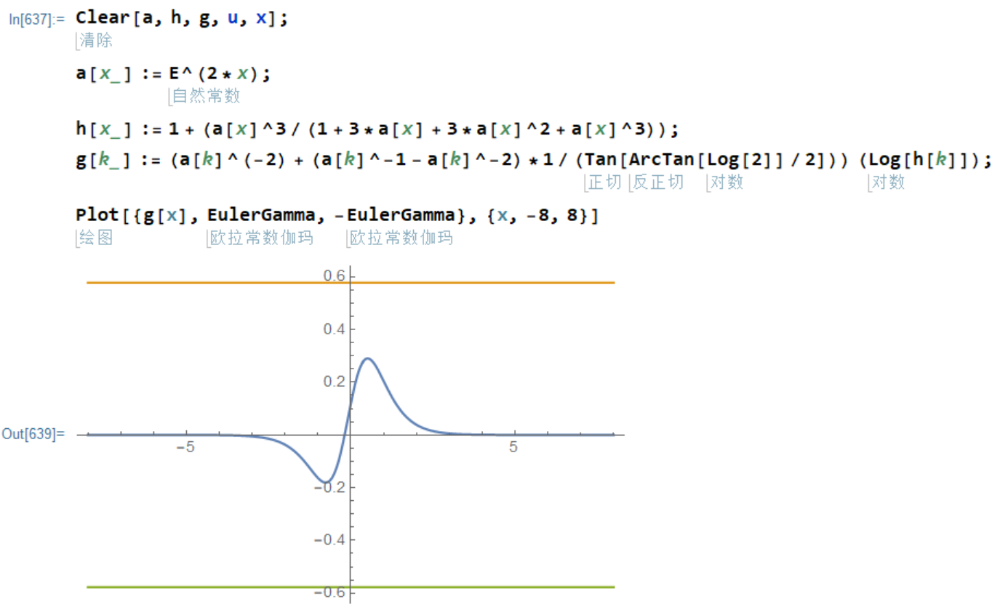 In[637]:= Clear[a, h, g, u, x];
清除
a[x_] := E^(2*x);
自然常数
h[x_] := 1 + (a[x]^3/(1 + 3*a[x] + 3*a[x]^2 + a[x]^3));
g[k_] := (a[k]^(-2) + (a[k]^-1 - a[k]^-2)*1/(Tan[ArcTan[Log[2]]/2])) (Log[h[k]]);
正切 反正切 对数 对数
Plot[{g[x], EulerGamma, -EulerGamma}, {x, -8, 8}]
绘图 欧拉常数伽玛 欧拉常数伽玛
0.6
0.4
0.2
Out[639]=
-5 5
-0.2
-0.4
-0.6